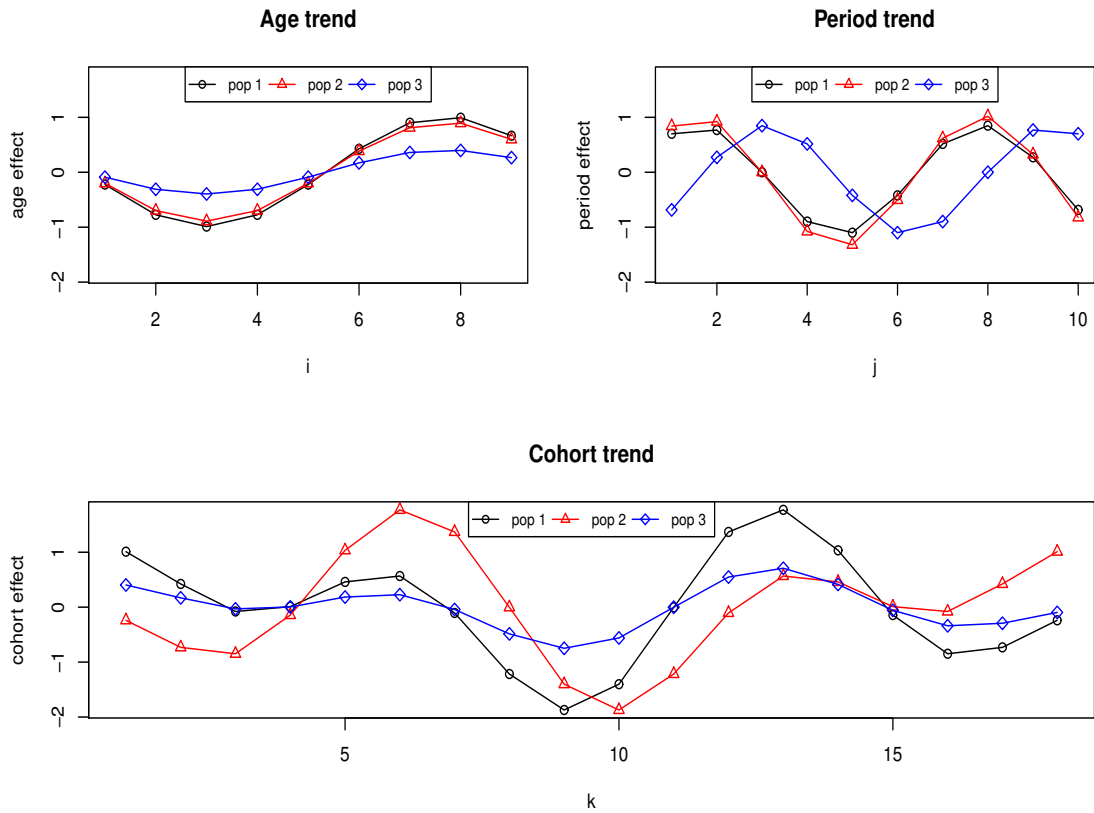 Age trend
pop 1 pop 2 pop 3
age effect
1
0
−1
−2
2 4 6 8
i
Period trend
pop 1 pop 2 pop 3
period effect
1
0
−1
−2
2 4 6 8 10
j
Cohort trend
pop 1 pop 2 pop 3
cohort effect
1
0
−1
−2
5 10 15
k